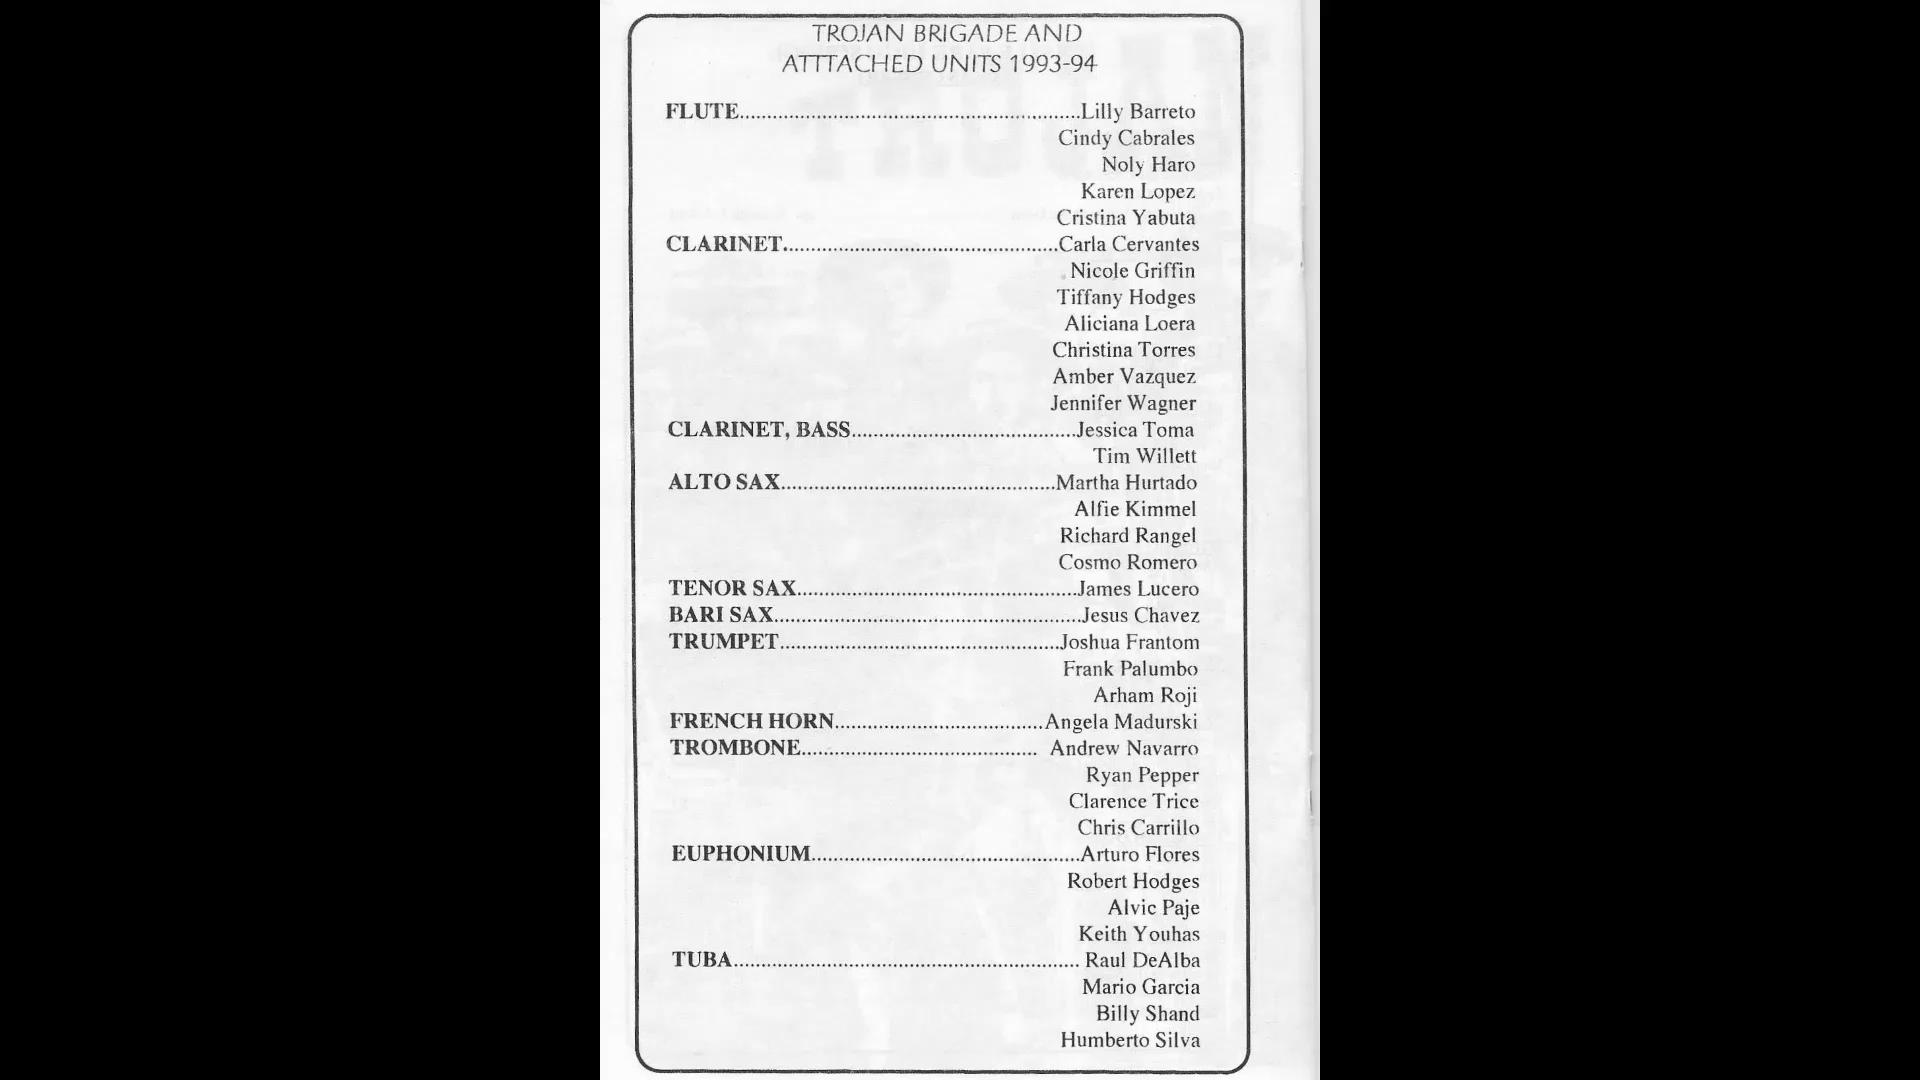 TROJAN BRIGADE AND
ATTTACHED UNITS 1993-94
FLUTE..........Lilly Barreto
Cindy Cabrales
Noly Haro
Karen Lopez
Cristina Yabuta
CLARINET..........Carla Cervantes
Nicole Griffin
Tiffany Hodges
Aliciana Loera
Christina Torres
Amber Vazquez
Jennifer Wagner
CLARINET, BASS..........Jessica Toma
Tim Willett
ALTO SAX..........Martha Hurtado
Alfie Kimmel
Richard Rangel
Cosmo Romero
TENOR SAX..........James Lucero
BARI SAX..........Jesus Chavez
TRUMPET..........Joshua Frantom
Frank Palumbo
Arham Roji
FRENCH HORN..........Angela Madurski
TROMBONE.......... Andrew Navarro
Ryan Pepper
Clarence Trice
Chris Carrillo
EUPHONIUM..........Arturo Flores
Robert Hodges
Alvic Paje
Keith Youhas
TUBA.......... Raul DeAlba
Mario Garcia
Billy Shand
Humberto Silva